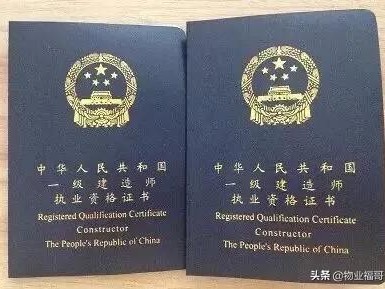 中华人民共和国
一级建造师
执业资格证书
Registered Qualification Certificate
Constructor
The People's Republic of China
中华人民共和国
一级建造师
执业资格证书
Registered Qualification Certificate
Constructor
The People's Republic of China
头条 @物业福哥